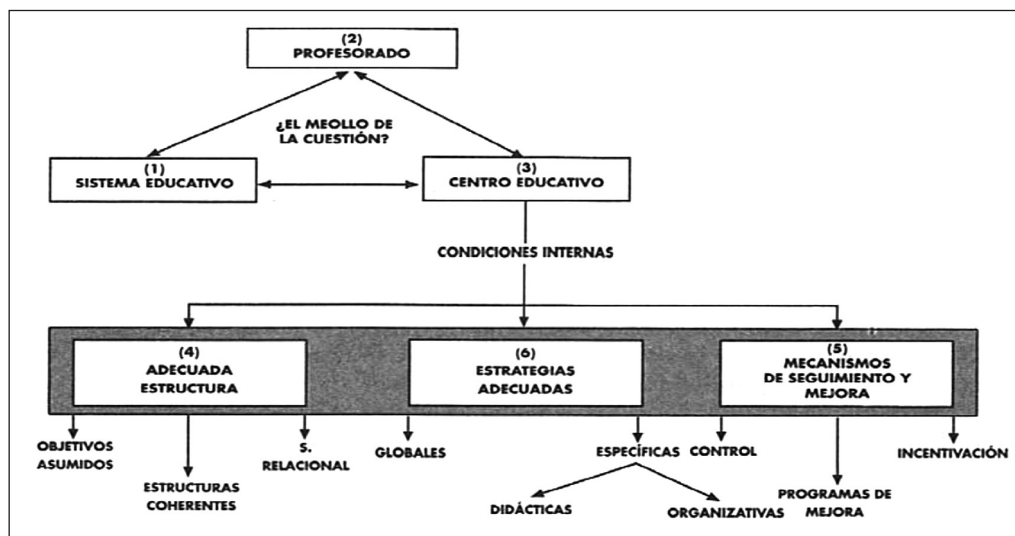 (2)
PROFESORADO
¿EL MEOLLO DE
LA CUESTIÓN?
(1)
SISTEMA EDUCATIVO
(3)
CENTRO EDUCATIVO
CONDICIONES INTERNAS
(4)
ADECUADA
ESTRUCTURA
(6)
ESTRATEGIAS
ADECUADAS
(5)
MECANISMOS
DE SEGUIMIENTO Y
MEJORA
OBJETIVOS
ASUMIDOS
ESTRUCTURAS
COHERENTES
S.
RELACIONAL
GLOBALES
ESPECÍFICAS
DIDÁCTICAS
ORGANIZATIVAS
CONTROL
PROGRAMAS DE
MEJORA
INCENTIVACIÓN